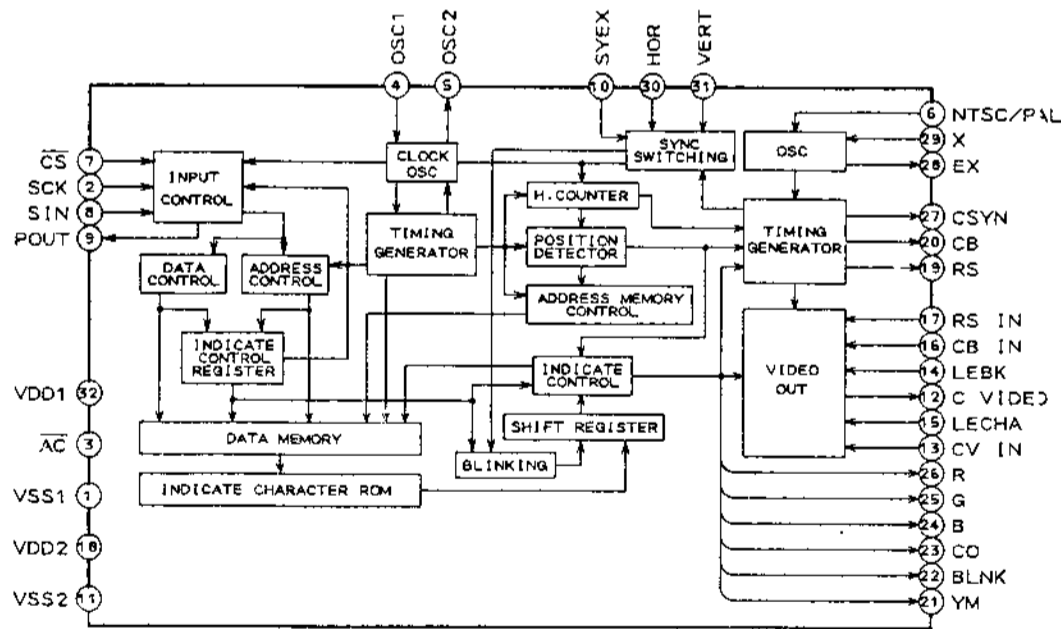 OSC1
OSC2
SYEX
HOR
VERT
4
5
10
30
31
6 NTSC/PAL
29 X
28 EX
27 CSYN
20 CB
19 RS
17 RS IN
16 CB IN
14 LEBK
12 C VIDEO
15 LECHA
13 CV IN
26 R
25 G
24 B
23 CO
22 BLNK
21 YM
CS 7
SCK 2
SIN 8
POUT 9
VDD1 32
AC 3
VSS1 1
VDD2 18
VSS2 11
INPUT
CONTROL
CLOCK
OSC
SYNC
SWITCHING
OSC
H.COUNTER
TIMING
GENERATOR
POSITION
DETECTOR
TIMING
GENERATOR
DATA
CONTROL
ADDRESS
CONTROL
ADDRESS MEMORY
CONTROL
INDICATE
CONTROL
REGISTER
INDICATE
CONTROL
VIDEO
OUT
SHIFT REGISTER
DATA MEMORY
BLINKING
INDICATE CHARACTER ROM